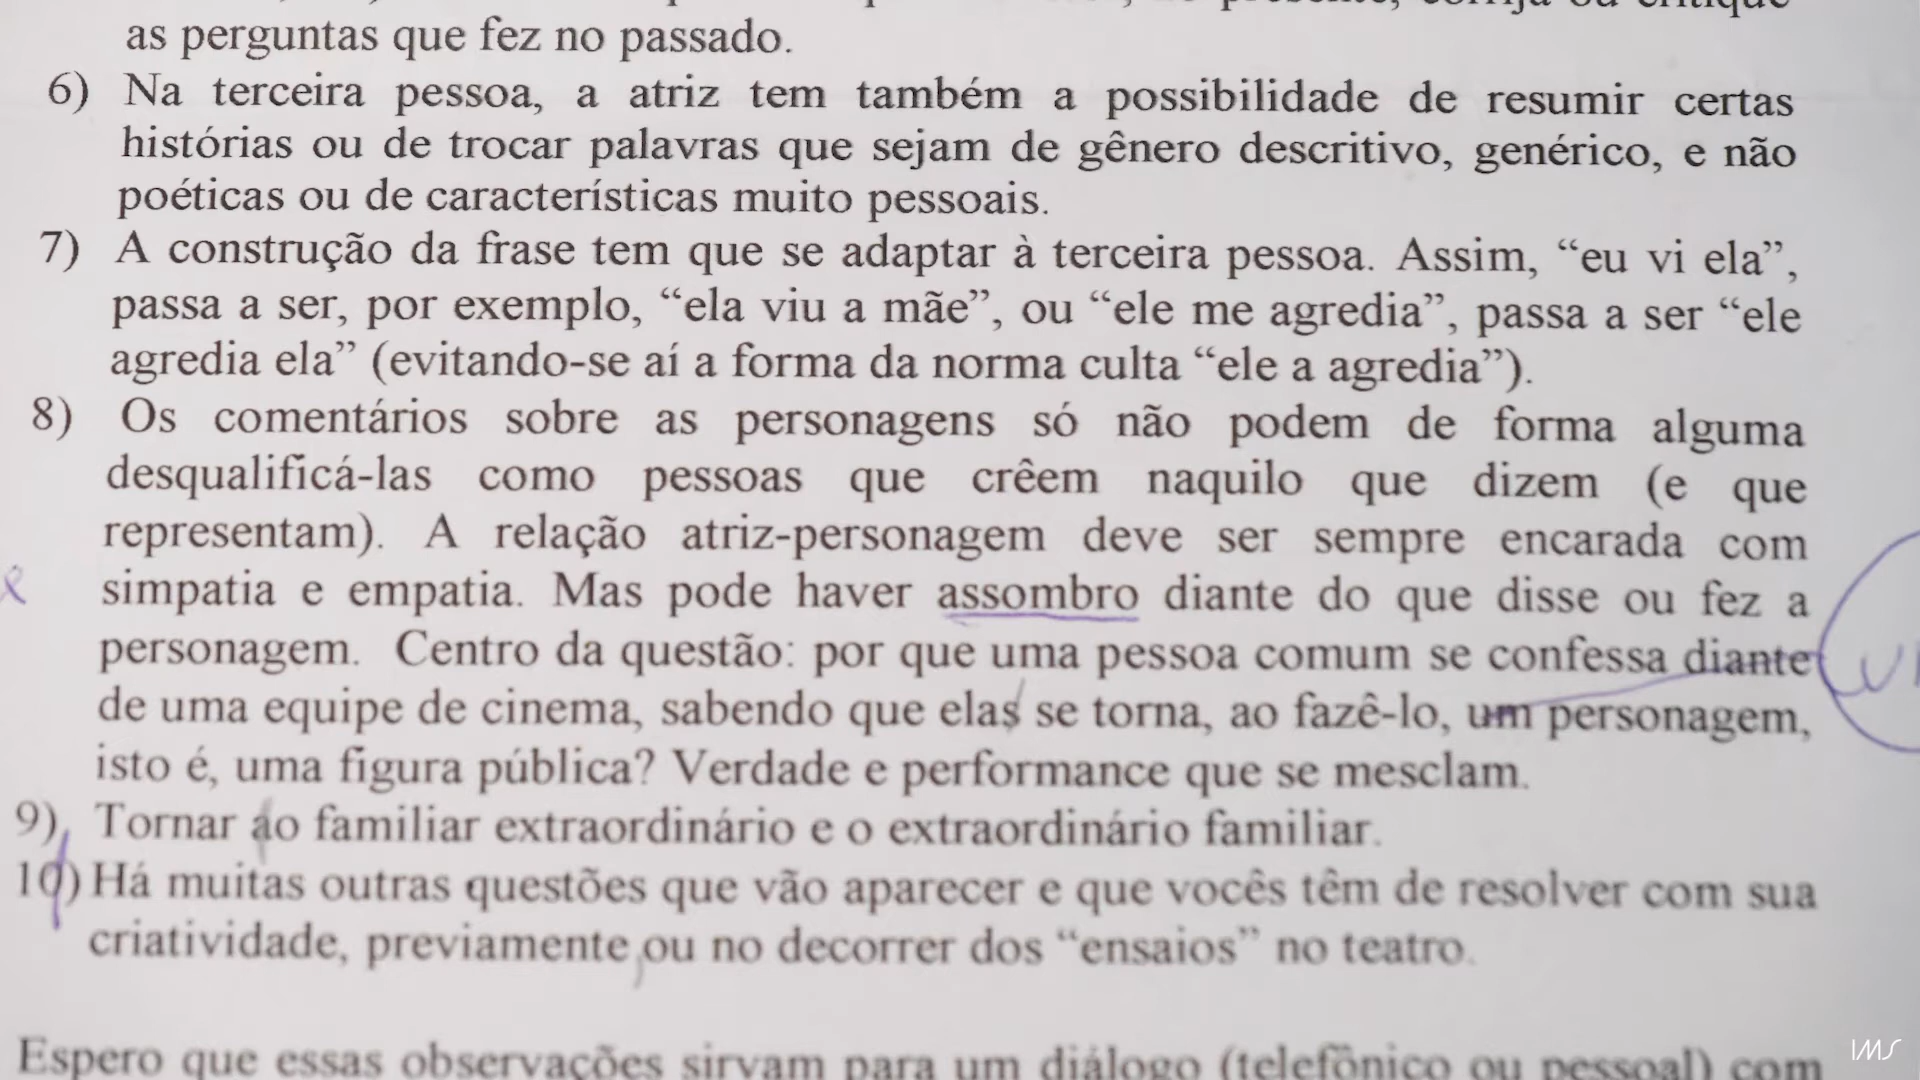 as perguntas que fez no passado.
6) Na terceira pessoa, a atriz tem também a possibilidade de resumir certas
histórias ou de trocar palavras que sejam de gênero descritivo, genérico, e não
poéticas ou de características muito pessoais.
7) A construção da frase tem que se adaptar à terceira pessoa. Assim, “eu vi ela”,
passa a ser, por exemplo, “ela viu a mãe”, ou “ele me agredia”, passa a ser “ele
agredia ela” (evitando-se aí a forma da norma culta “ele a agredia”).
8) Os comentários sobre as personagens só não podem de forma alguma
desqualificá-las como pessoas que crêem naquilo que dizem (e que
representam). A relação atriz-personagem deve ser sempre encarada com
simpatia e empatia. Mas pode haver assombro diante do que disse ou fez a
personagem. Centro da questão: por que uma pessoa comum se confessa diante
de uma equipe de cinema, sabendo que elas se torna, ao fazê-lo, um personagem,
isto é, uma figura pública? Verdade e performance que se mesclam.
9) Tornar ao familiar extraordinário e o extraordinário familiar.
10) Há muitas outras questões que vão aparecer e que vocês têm de resolver com sua
criatividade, previamente ou no decorrer dos “ensaios” no teatro.
Espero que essas observações sirvam para um diálogo (telefônico ou pessoal) com
IMS